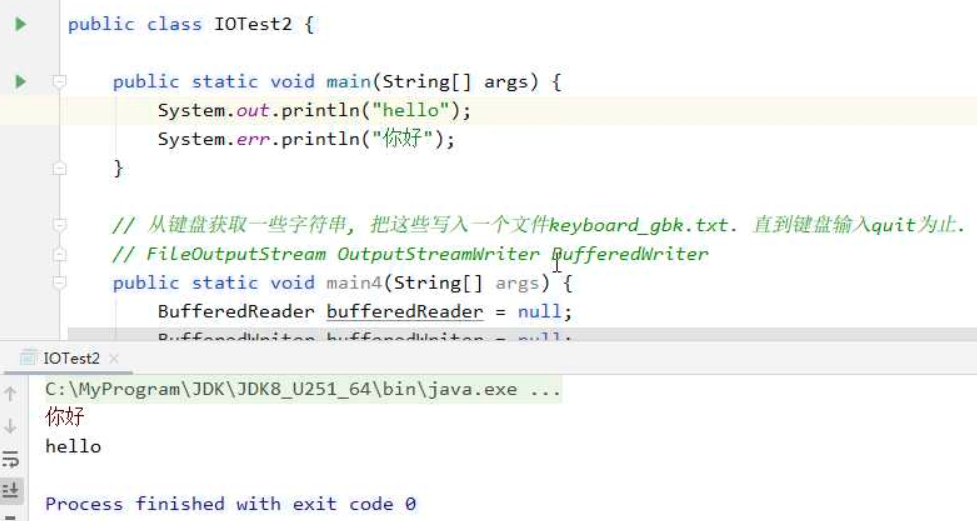 public class IOTest2 {
public static void main(String[] args) {
System.out.println("hello");
System.err.println("你好");
}
// 从键盘获取一些字符串, 把这些写入一个文件keyboard_gbk.txt. 直到键盘输入quit为止.
// FileOutputStream OutputStreamWriter BufferedWriter
public static void main4(String[] args) {
BufferedReader bufferedReader = null;
BufferedWriter bufferedWriter = null;
IOTest2
C:\MyProgram\JDK\JDK8_U251_64\bin\java.exe ...
你好
hello
Process finished with exit code 0